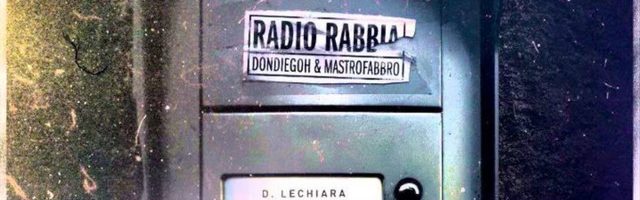 RADIO RABBIA
DONDIEGOH & MASTROFABBRO
D. LECHIARA